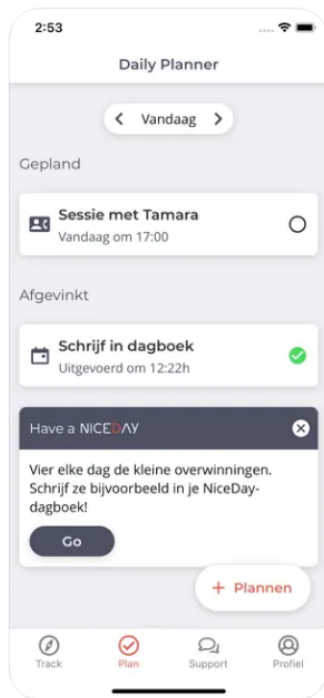 2:53
Daily Planner
Vandaag
Gepland
Sessie met Tamara
Vandaag om 17:00
Afgevinkt
Schrijf in dagboek
Uitgevoerd om 12:22h
Have a NICEDAY
Vier elke dag de kleine overwinningen.
Schrijf ze bijvoorbeeld in je NiceDay-
dagboek!
Go
+ Plannen
Track
Plan
Support
Profiel